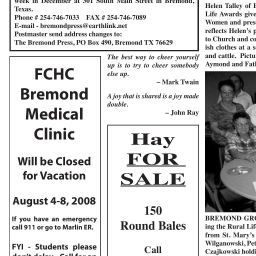 week in December at 301 South Main Street in Bremond,
Texas.
Phone # 254-746-7033 FAX # 254-746-7089
E-mail - bremondpress@earthlink.net
Postmaster send address changes to:
The Bremond Press, PO Box 490, Bremond TX 76629
FCHC
Bremond
Medical
Clinic
Will be Closed
for Vacation
August 4-8, 2008
If you have an emergency
call 911 or go to Marlin ER.
FYI - Students please
The best way to cheer yourself
up is to try to cheer somebody
else up.
~ Mark Twain
A joy that is shared is a joy made
double.
~ John Ray
Hay
FOR
SALE
150
Round Bales
Call
Helen Talley of
Life Awards give
Women and pres
reflects Helen's p
to Church and co
ish clothes at a s
and cattle. Pictu
Aymond and Fat
BREMOND GRO
ing the Rural Life
from St. Mary's
Wilganowski, Pet
Czajkowski holdi